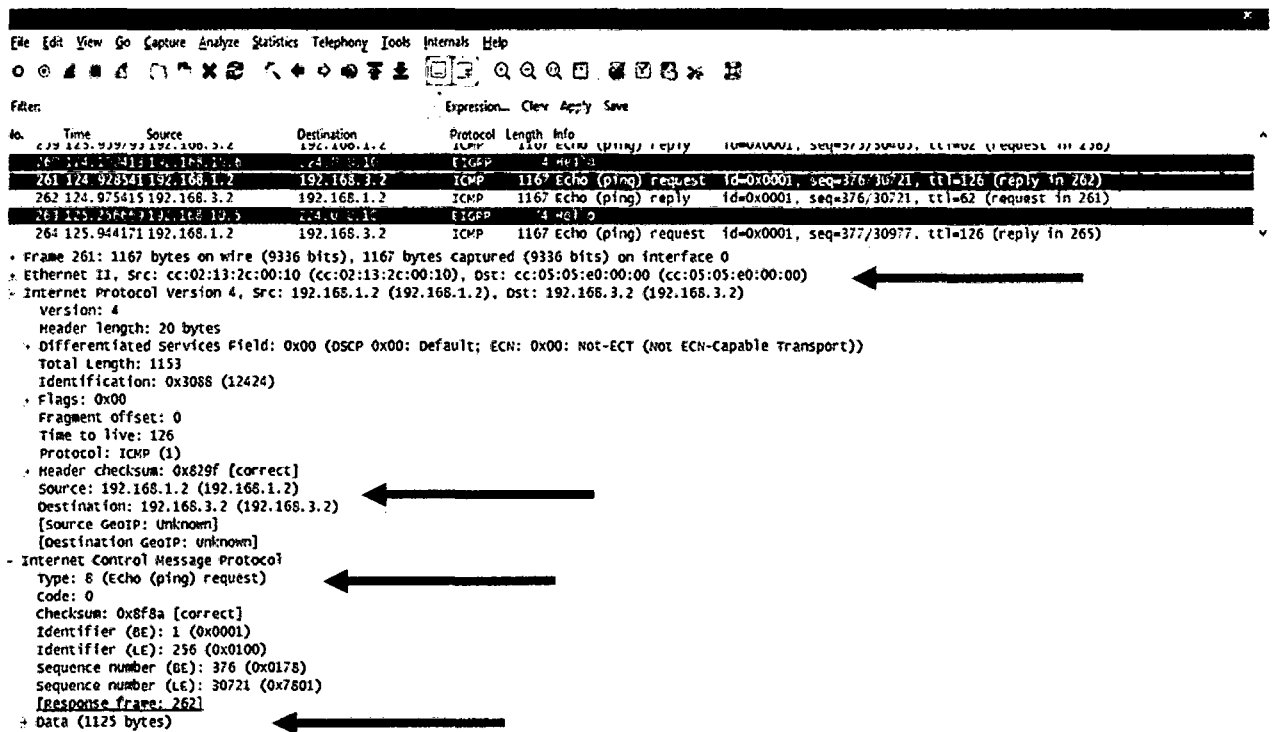 File Edit View Go Capture Analyze Statistics Telephony Tools Internals Help
Filter: Expression... Clear Apply Save
No. Time Source Destination Protocol Length Info
192.168.1.2 ICMP Echo (ping) reply
EIGRP Hello
261 124.928541 192.168.1.2 192.168.3.2 ICMP 1167 Echo (ping) request id=0x0001, seq=376/30721, ttl=126 (reply in 262)
262 124.975415 192.168.3.2 192.168.1.2 ICMP 1167 Echo (ping) reply id=0x0001, seq=376/30721, ttl=62 (request in 261)
EIGRP Hello
264 125.944171 192.168.1.2 192.168.3.2 ICMP 1167 Echo (ping) request id=0x0001, seq=377/30977, ttl=126 (reply in 265)
Frame 261: 1167 bytes on wire (9336 bits), 1167 bytes captured (9336 bits) on interface 0
Ethernet II, Src: cc:02:13:2c:00:10 (cc:02:13:2c:00:10), Dst: cc:05:05:e0:00:00 (cc:05:05:e0:00:00)
Internet Protocol Version 4, Src: 192.168.1.2 (192.168.1.2), Dst: 192.168.3.2 (192.168.3.2)
Version: 4
Header length: 20 bytes
Differentiated Services Field: 0x00 (DSCP 0x00: Default; ECN: 0x00: Not-ECT (Not ECN-Capable Transport))
Total Length: 1153
Identification: 0x3088 (12424)
Flags: 0x00
Fragment offset: 0
Time to live: 126
Protocol: ICMP (1)
Header checksum: 0x829f [correct]
Source: 192.168.1.2 (192.168.1.2)
Destination: 192.168.3.2 (192.168.3.2)
[Source GeoIP: Unknown]
[Destination GeoIP: Unknown]
- Internet Control Message Protocol
Type: 8 (Echo (ping) request)
Code: 0
Checksum: 0x8f8a [correct]
Identifier (BE): 1 (0x0001)
Identifier (LE): 256 (0x0100)
Sequence number (BE): 376 (0x0178)
Sequence number (LE): 30721 (0x7801)
[Response frame: 262]
Data (1125 bytes)